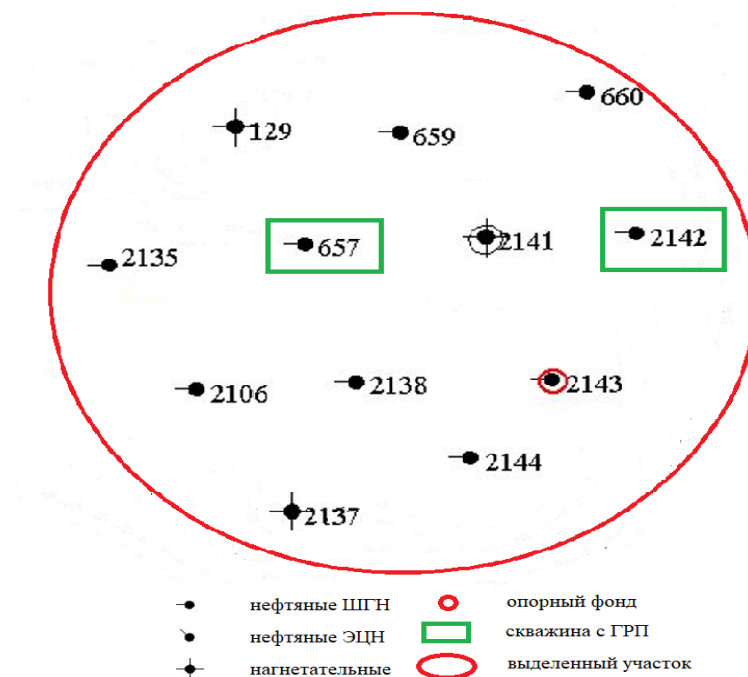 660
129
659
2141
2142
657
2135
2106
2138
2143
2144
2137
нефтяные ШГН
опорный фонд
нефтяные ЭЦН
скважина с ГРП
нагнетательные
выделенный участок